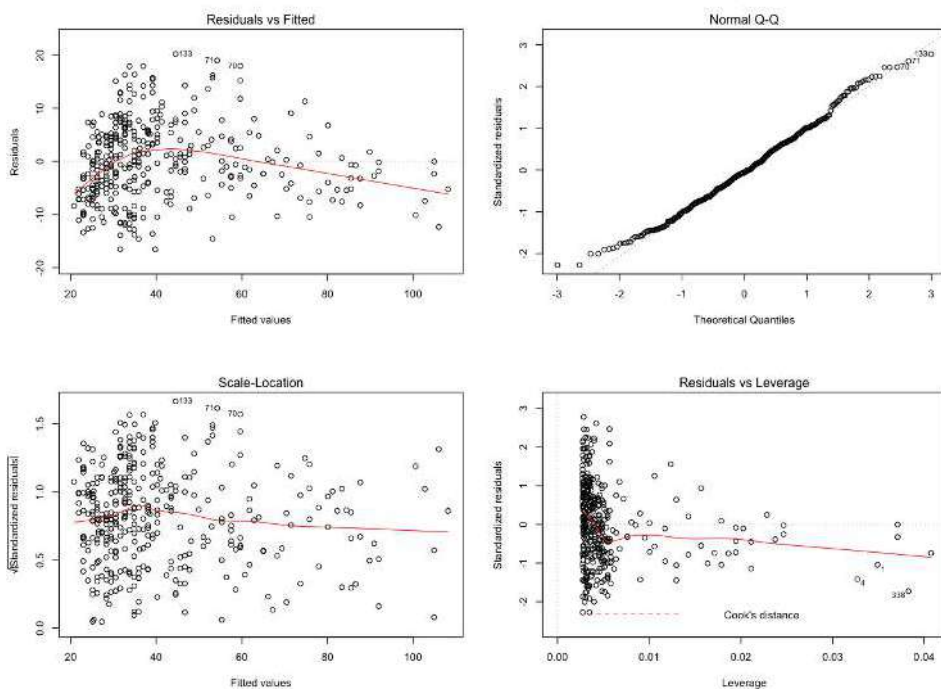 Residuals vs Fitted
Residuals
20
10
0
-10
-20
133
71
70
20 40 60 80 100
Fitted values
Normal Q-Q
Standardized residuals
3
2
1
0
-1
-2
133
71
70
-3 -2 -1 0 1 2 3
Theoretical Quantiles
Scale-Location
√|Standardized residuals|
1.5
1.0
0.5
0.0
133
71
70
20 40 60 80 100
Fitted values
Residuals vs Leverage
Standardized residuals
3
2
1
0
-1
-2
1
4
338
Cook's distance
0.00 0.01 0.02 0.03 0.04
Leverage